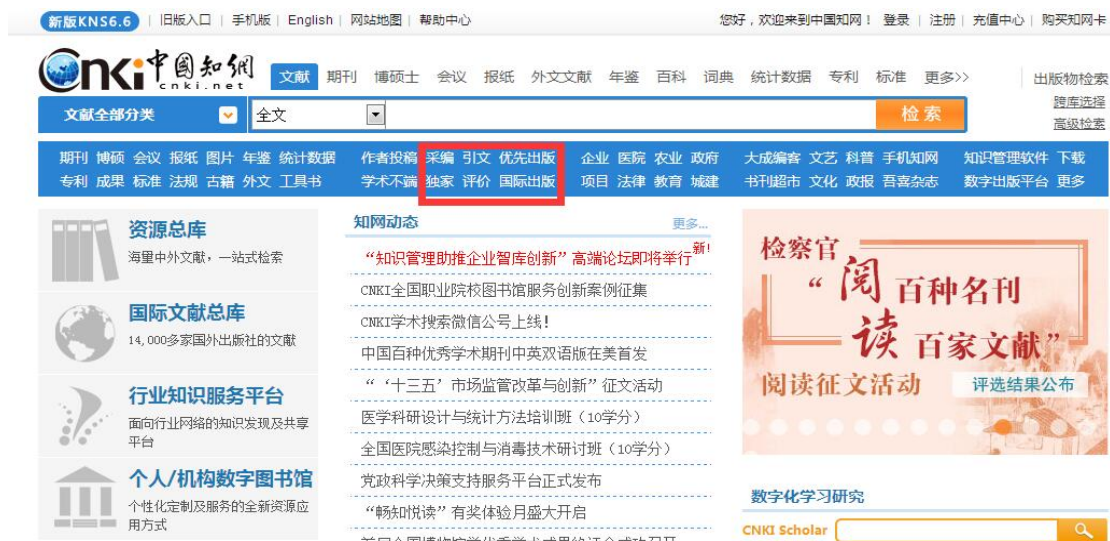 新版KNS6.6 | 旧版入口 | 手机版 | English | 网站地图 | 帮助中心 您好，欢迎来到中国知网！ 登录 | 注册 | 充值中心 | 购买知网卡
Cnki中國知網
cnki.net
文献 期刊 博硕士 会议 报纸 外文文献 年鉴 百科 词典 统计数据 专利 标准 更多>> 出版物检索
文献全部分类 全文 检索 跨库选择
高级检索
期刊 博硕 会议 报纸 图片 年鉴 统计数据 作者投稿 采编 引文 优先出版 企业 医院 农业 政府 大成编客 文艺 科普 手机知网 知识管理软件 下载
专利 成果 标准 法规 古籍 外文 工具书 学术不端 独家 评价 国际出版 项目 法律 教育 城建 书刊超市 文化 政报 吾喜杂志 数字出版平台 更多
资源总库
海里中外文献，一站式检索
国际文献总库
14,000多家国外出版社的文献
行业知识服务平台
面向行业网络的知识发现及共享
平台
个人/机构数字图书馆
个性化定制及服务的全新资源应
用方式
知网动态 更多...
“知识管理助推企业智库创新”高端论坛即将举行 新!
CNKI全国职业院校图书馆服务创新案例征集
CNKI学术搜索微信公号上线!
中国百种优秀学术期刊中英双语版在美首发
“‘十三五’市场监管改革与创新”征文活动
医学科研设计与统计方法培训班（10学分）
全国医院感染控制与消毒技术研讨班（10学分）
党政科学决策支持服务平台正式发布
“畅知悦读”有奖体验月盛大开启
检察官
“阅 百种名刊
读 百家文献”
阅读征文活动 评选结果公布
数字化学习研究
CNKI Scholar